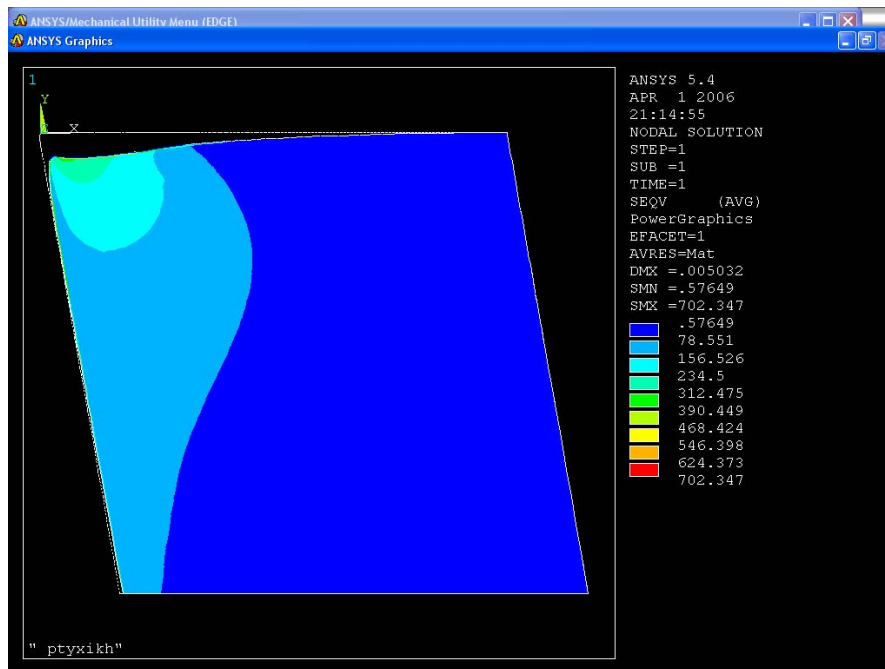 ANSYS/Mechanical Utility Menu (EDGE)
ANSYS Graphics
1
Y
X
ANSYS 5.4
APR 1 2006
21:14:55
NODAL SOLUTION
STEP=1
SUB =1
TIME=1
SEQV (AVG)
PowerGraphics
EFACET=1
AVRES=Mat
DMX =.005032
SMN =.57649
SMX =702.347
.57649
78.551
156.526
234.5
312.475
390.449
468.424
546.398
624.373
702.347
" ptyxikh"